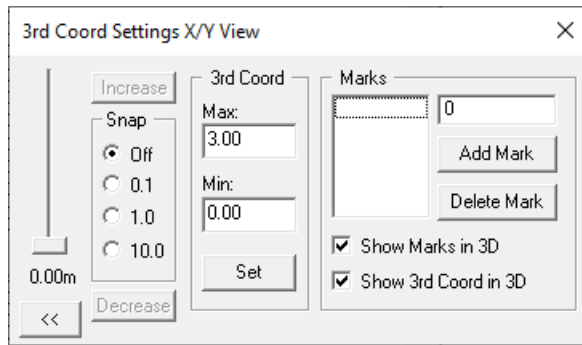 3rd Coord Settings X/Y View
Increase
Snap
Off
0.1
1.0
10.0
Decrease
0.00m
<<
3rd Coord
Max:
3.00
Min:
0.00
Set
Marks
0
Add Mark
Delete Mark
Show Marks in 3D
Show 3rd Coord in 3D